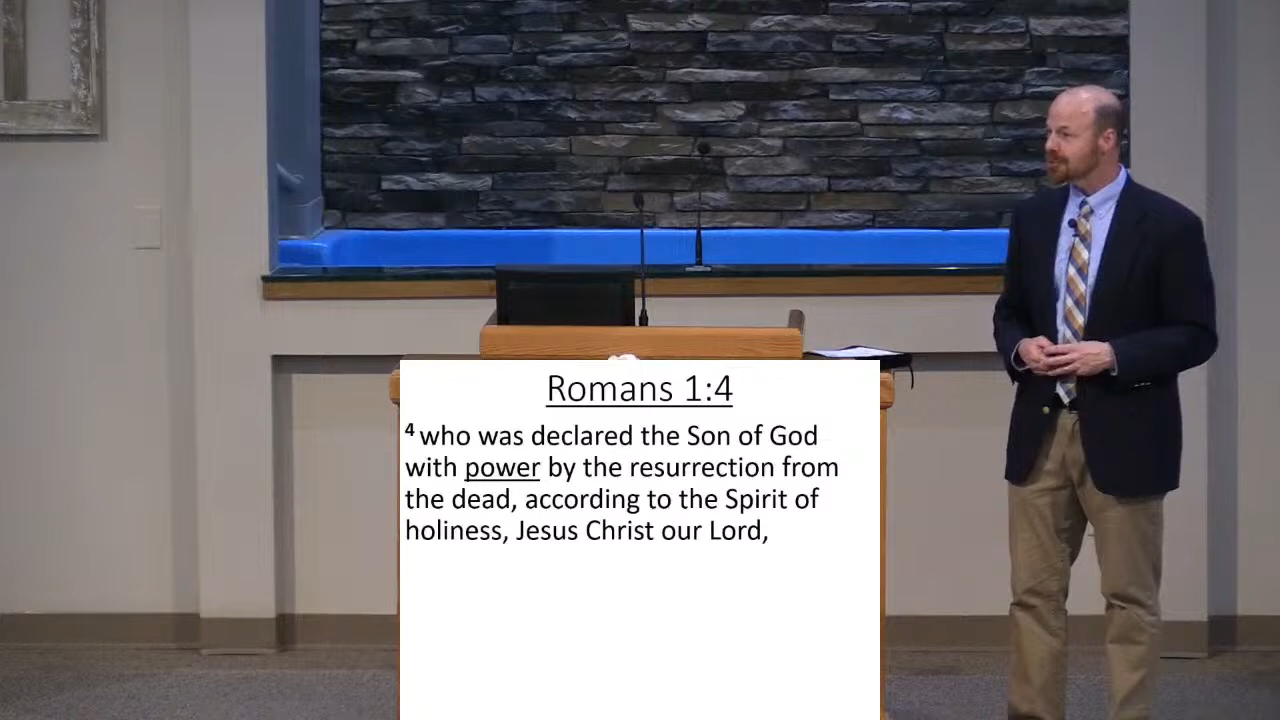 Romans 1:4
4 who was declared the Son of God
with power by the resurrection from
the dead, according to the Spirit of
holiness, Jesus Christ our Lord,